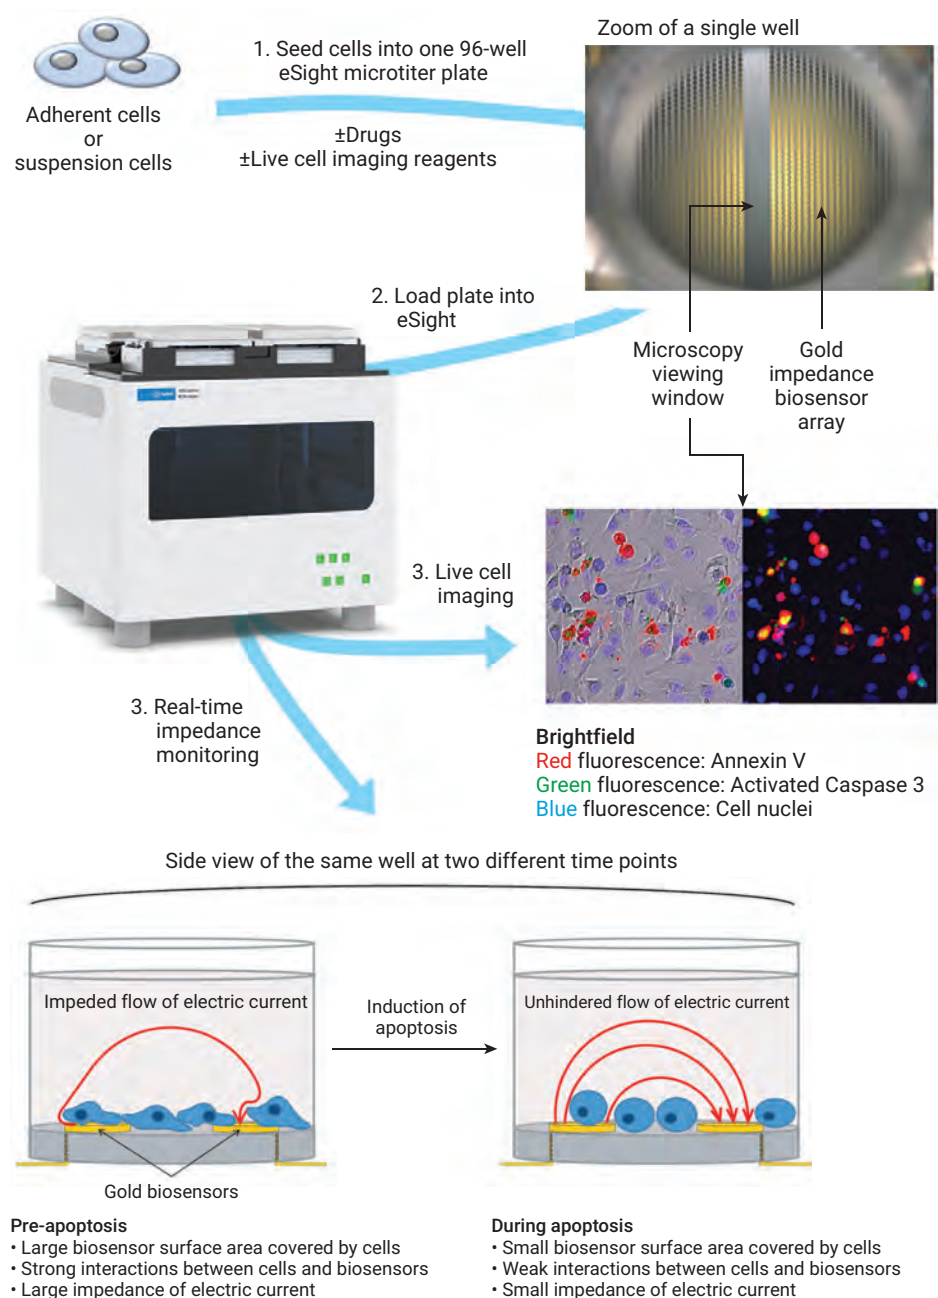 Zoom of a single well
1. Seed cells into one 96-well
eSight microtiter plate
Adherent cells
or
suspension cells
±Drugs
±Live cell imaging reagents
2. Load plate into
eSight
Microscopy
viewing
window
Gold
impedance
biosensor
array
3. Live cell
imaging
3. Real-time
impedance
monitoring
Brightfield
Red fluorescence: Annexin V
Green fluorescence: Activated Caspase 3
Blue fluorescence: Cell nuclei
Side view of the same well at two different time points
Impeded flow of electric current
Induction of
apoptosis
Unhindered flow of electric current
Gold biosensors
Pre-apoptosis
• Large biosensor surface area covered by cells
• Strong interactions between cells and biosensors
• Large impedance of electric current
During apoptosis
• Small biosensor surface area covered by cells
• Weak interactions between cells and biosensors
• Small impedance of electric current